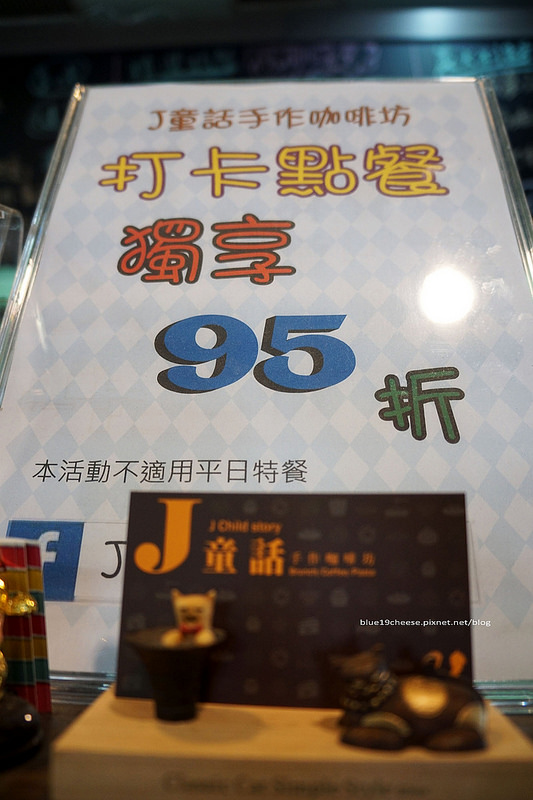 J童話手作咖啡坊
打卡點餐
獨享
95
折
本活動不適用平日特餐
f J
J J Child story
童話 手作咖啡坊
blue19cheese.pixnet.net/blog